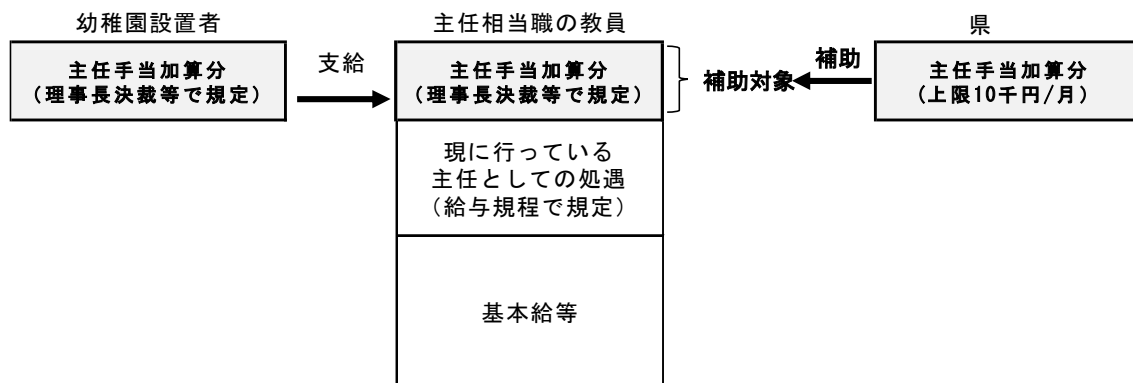 幼稚園設置者
主任手当加算分
(理事長決裁等で規定)
支給
主任相当職の教員
主任手当加算分
(理事長決裁等で規定)
現に行っている
主任としての処遇
(給与規程で規定)
基本給等
補助対象
補助
県
主任手当加算分
(上限10千円/月)